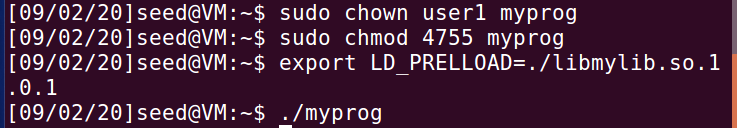 [09/02/20]seed@VM:~$ sudo chown user1 myprog
[09/02/20]seed@VM:~$ sudo chmod 4755 myprog
[09/02/20]seed@VM:~$ export LD_PRELLOAD=./libmylib.so.1
.0.1
[09/02/20]seed@VM:~$ ./myprog